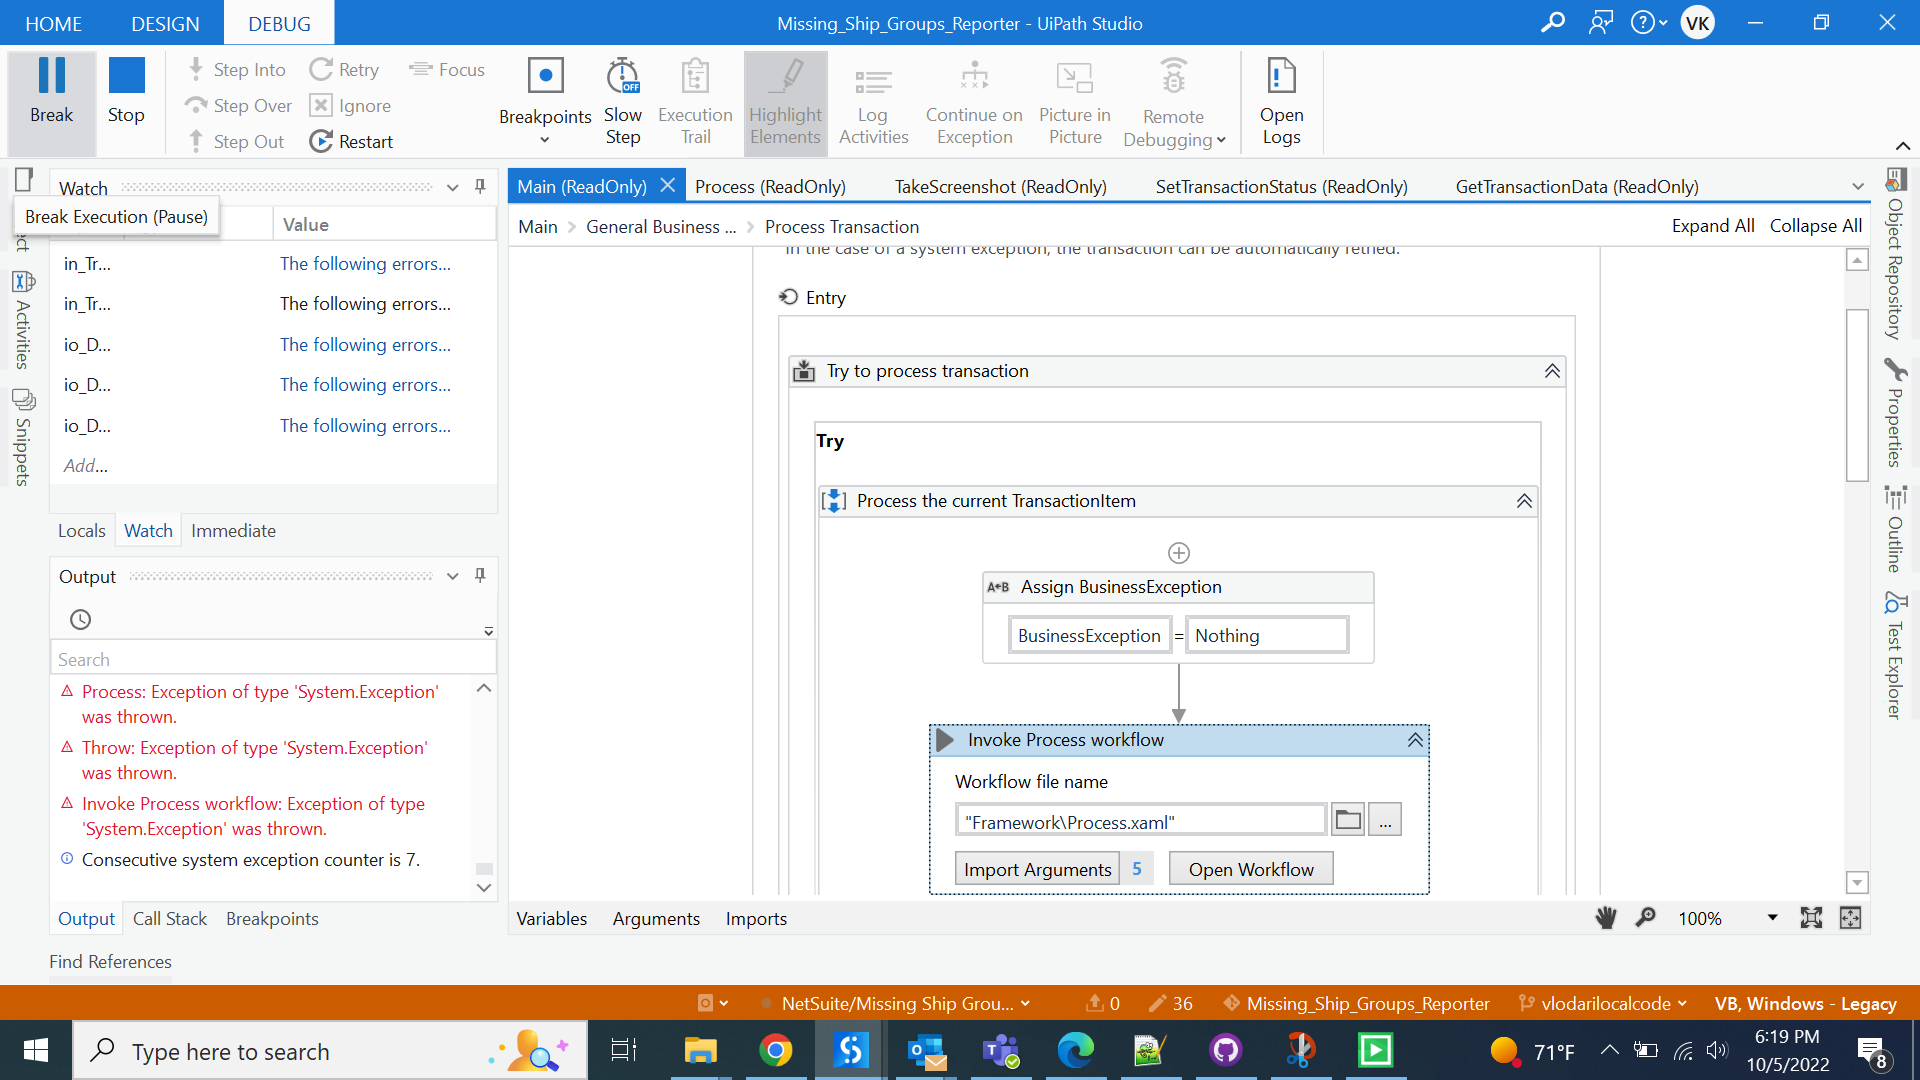 HOME DESIGN DEBUG
Missing_Ship_Groups_Reporter - UiPath Studio
VK
Break
Stop
Step Into
Step Over
Step Out
Retry
Ignore
Restart
Focus
Breakpoints
Slow
Step
OFF
Execution
Trail
Highlight
Elements
Log
Activities
Continue on
Exception
Picture in
Picture
Remote
Debugging
Open
Logs
Watch
Break Execution (Pause)
Value
in_Tr... The following errors...
in_Tr... The following errors...
io_D... The following errors...
io_D... The following errors...
io_D... The following errors...
Add...
Locals Watch Immediate
Activities
Snippets
Output
Search
Process: Exception of type 'System.Exception'
was thrown.
Throw: Exception of type 'System.Exception'
was thrown.
Invoke Process workflow: Exception of type
'System.Exception' was thrown.
Consecutive system exception counter is 7.
Output Call Stack Breakpoints
Find References
Main (ReadOnly) Process (ReadOnly) TakeScreenshot (ReadOnly) SetTransactionStatus (ReadOnly) GetTransactionData (ReadOnly)
Main > General Business ... > Process Transaction
Expand All Collapse All
In the case of a system exception, the transaction can be automatically retried.
Entry
Try to process transaction
Try
Process the current TransactionItem
A+B Assign BusinessException
BusinessException = Nothing
Invoke Process workflow
Workflow file name
"Framework\Process.xaml"
...
Import Arguments 5 Open Workflow
Variables Arguments Imports
100%
Object Repository
Properties
Outline
Test Explorer
NetSuite/Missing Ship Grou...
0
36
Missing_Ship_Groups_Reporter
vlodarilocalcode
VB, Windows - Legacy
Type here to search
71°F
6:19 PM
10/5/2022
8